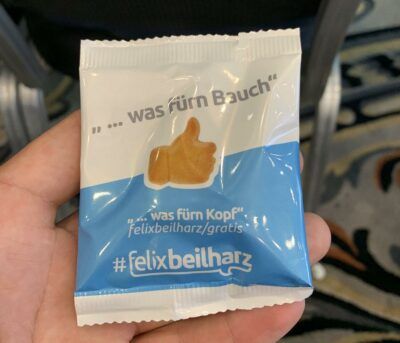 „ ... was fürn Bauch“
„ ... was fürn Kopf“
felixbeilharz/gratis
#felixbeilharz